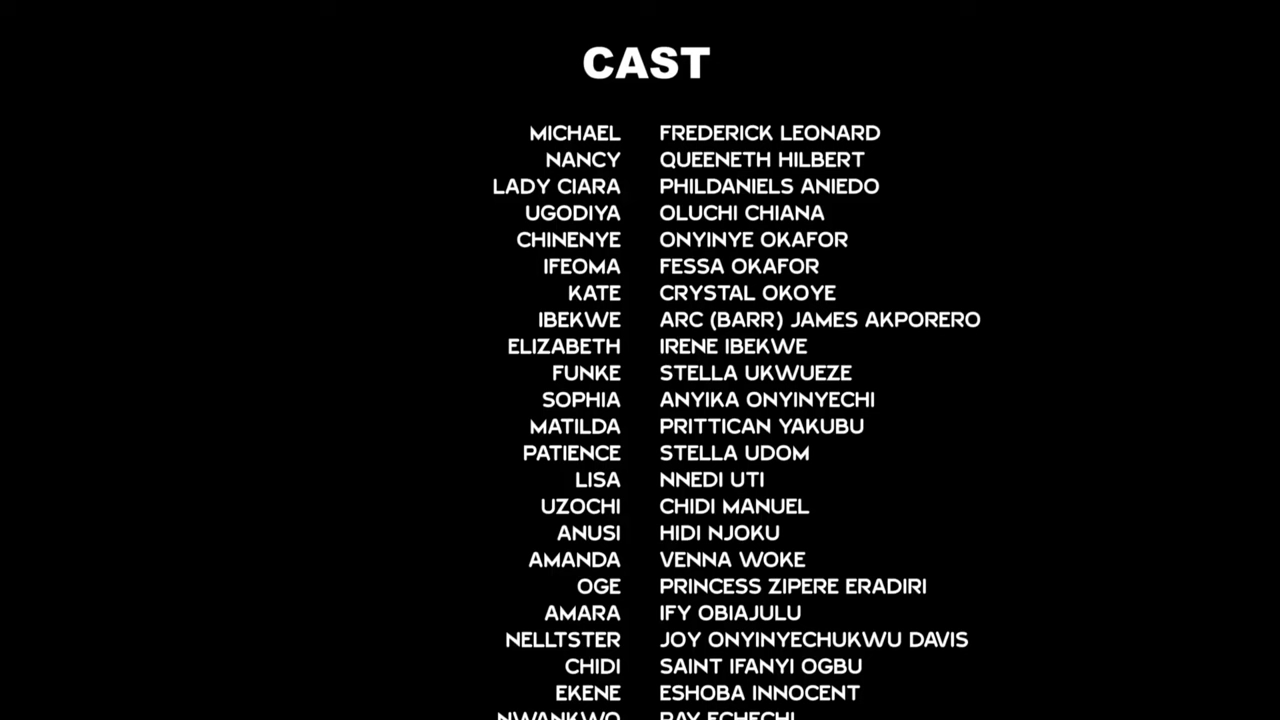 CAST
MICHAEL FREDERICK LEONARD
NANCY QUEENETH HILBERT
LADY CIARA PHILDANIELS ANIEDO
UGODIYA OLUCHI CHIANA
CHINENYE ONYINYE OKAFOR
IFEOMA FESSA OKAFOR
KATE CRYSTAL OKOYE
IBEKWE ARC (BARR) JAMES AKPORERO
ELIZABETH IRENE IBEKWE
FUNKE STELLA UKWUEZE
SOPHIA ANYIKA ONYINYECHI
MATILDA PRITTICAN YAKUBU
PATIENCE STELLA UDOM
LISA NNEDI UTI
UZOCHI CHIDI MANUEL
ANUSI HIDI NJOKU
AMANDA VENNA WOKE
OGE PRINCESS ZIPERE ERADIRI
AMARA IFY OBIAJULU
NELLTSTER JOY ONYINYECHUKWU DAVIS
CHIDI SAINT IFANYI OGBU
EKENE ESHOBA INNOCENT
NWANKWO RAY ECHECHI